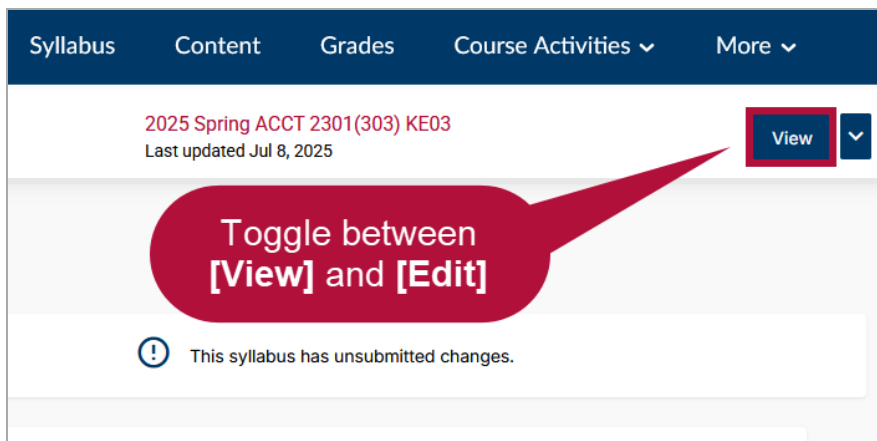 Syllabus Content Grades Course Activities More
2025 Spring ACCT 2301(303) KE03
Last updated Jul 8, 2025
View
Toggle between
[View] and [Edit]
This syllabus has unsubmitted changes.